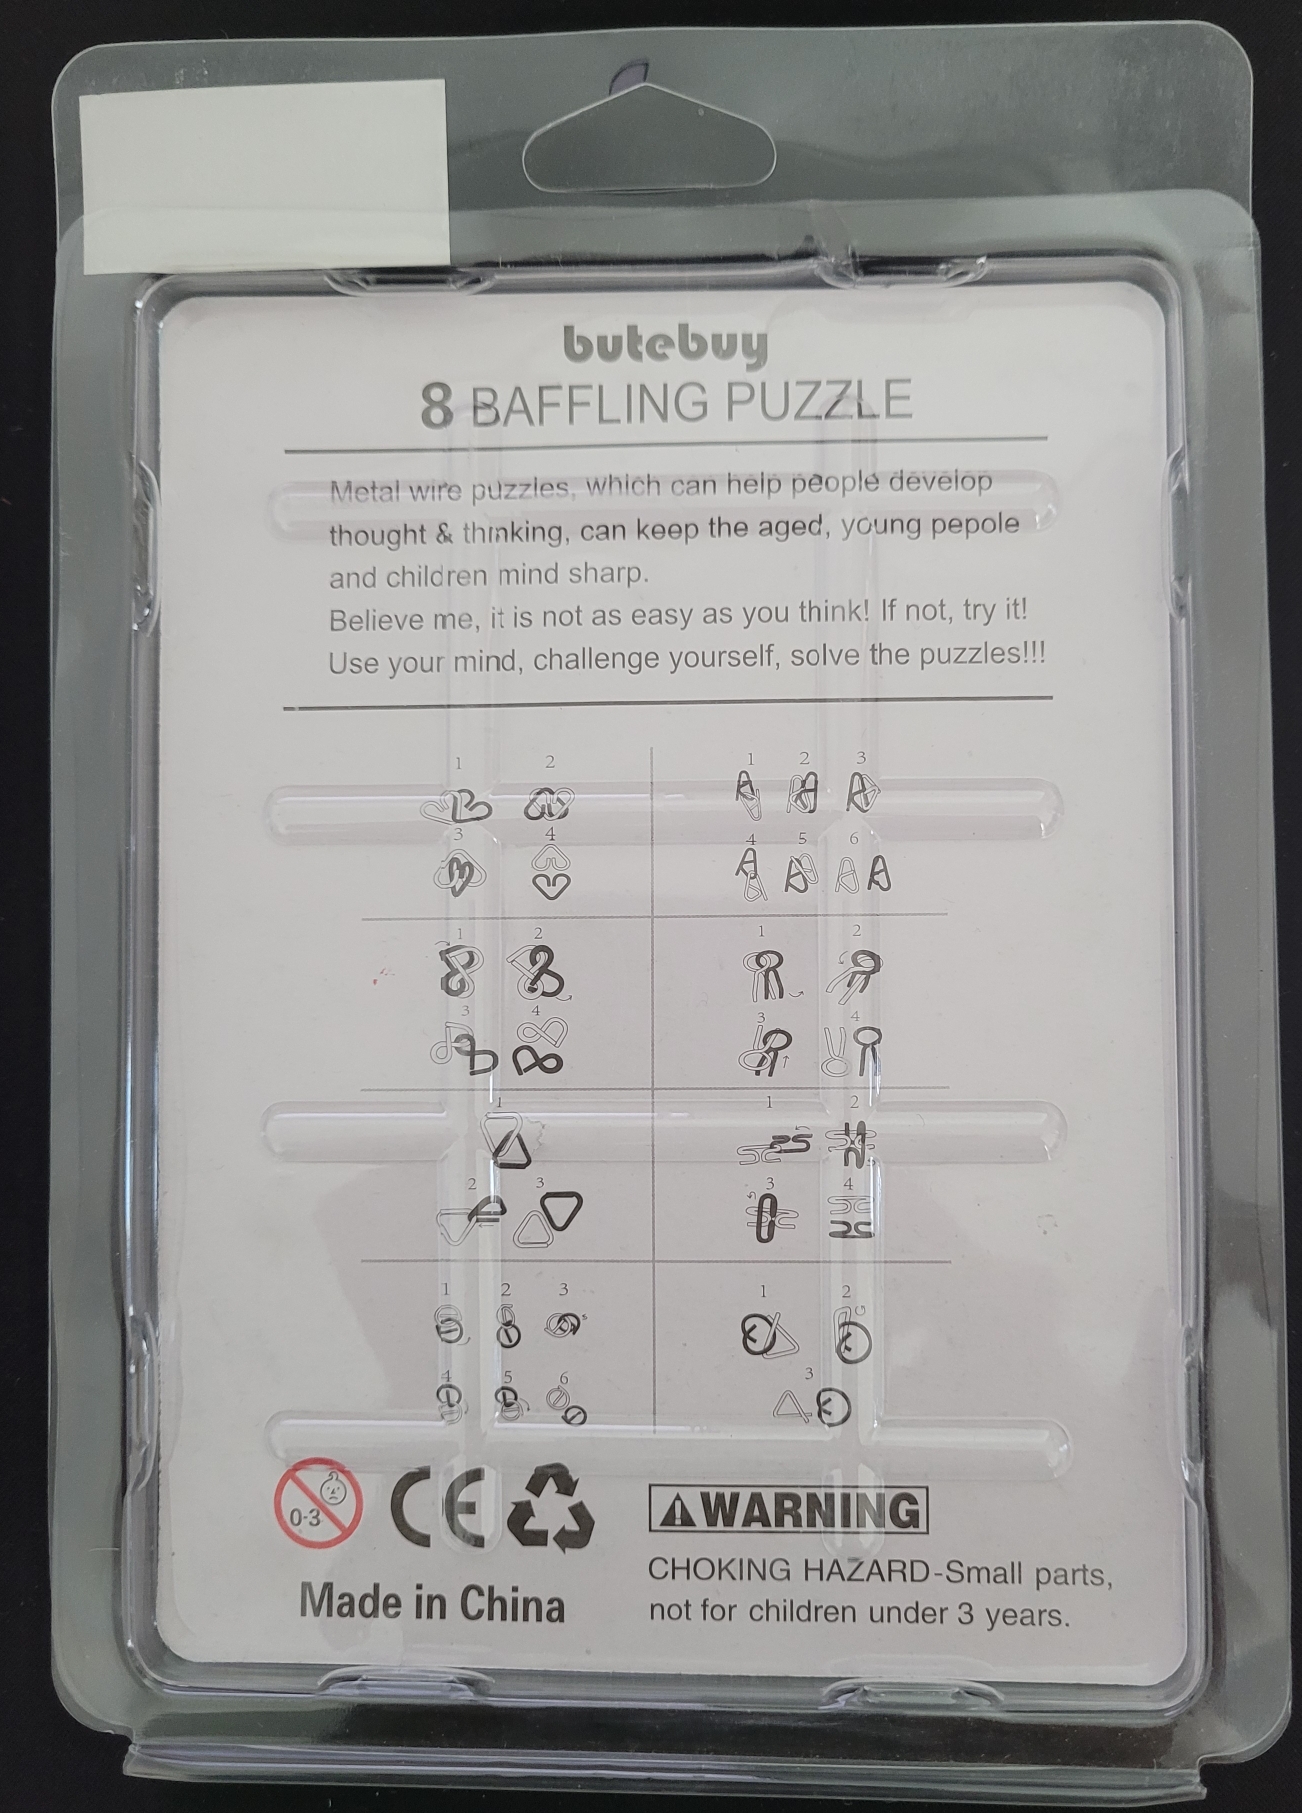 butebuy
8 BAFFLING PUZZLE
Metal wire puzzles, which can help people develop
thought & thinking, can keep the aged, young pepole
and children mind sharp.
Believe me, it is not as easy as you think! If not, try it!
Use your mind, challenge yourself, solve the puzzles!!!
1 2
3 4
1 2 3
4 5 6
1 2
3 4
1 2
3 4
1
2 3
1 2
3 4
1 2 3
4 5 6
1 2
3
0-3
CE
Made in China
WARNING
CHOKING HAZARD-Small parts,
not for children under 3 years.